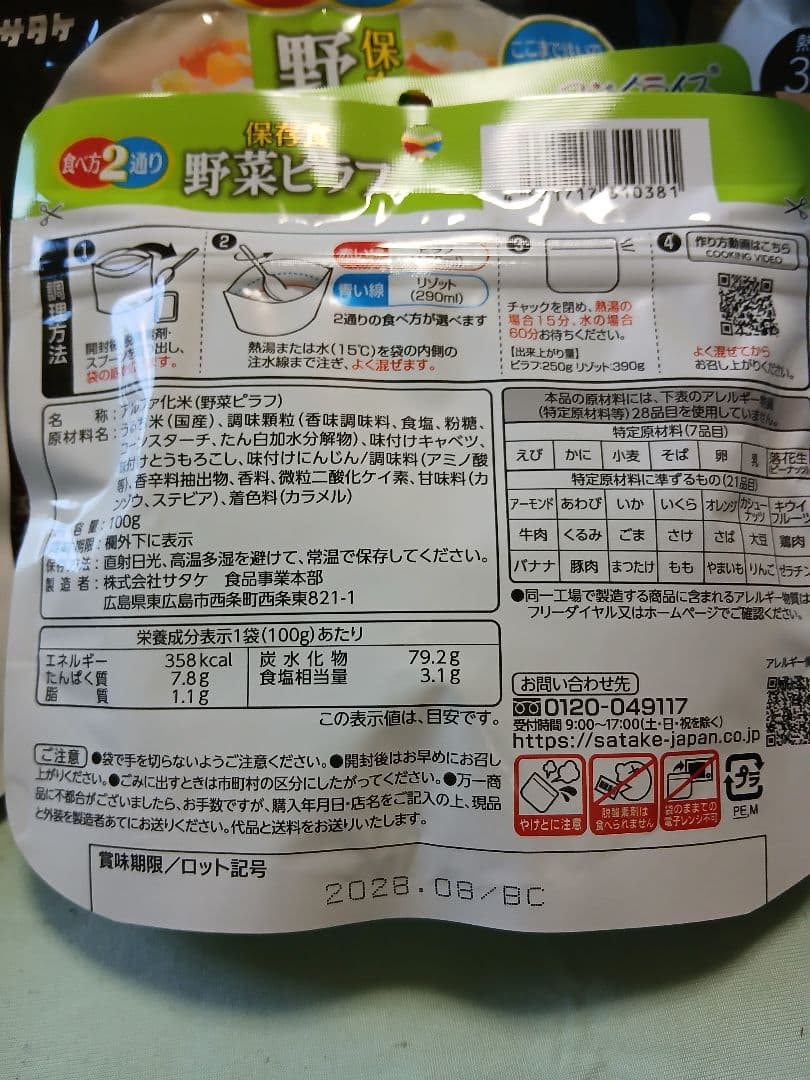 サタケ
保
野
ここまで
食べ方2通り
保存食
野菜ピラフ
調理方法
1
2
青い線
リゾット
(290ml)
2通りの食べ方が選べます
熱湯または水(15℃)を袋の内側の
注水線まで注ぎ、よく混ぜます。
チャックを閉め、熱湯の
場合15分、水の場合
60分お待ちください。
【出来上がり量】
ピラフ:250g リゾット:390g
4
作り方動画はこちら
COOKING VIDEO
よく混ぜてから
お召し上がりください。
名称:アルファ化米(野菜ピラフ)
原材料名:うるち米(国産)、調味顆粒(香味調味料、食塩、粉糖、
コーンスターチ、たん白加水分解物)、味付けキャベツ、
味付けとうもろこし、味付けにんじん/調味料(アミノ酸
等)、香辛料抽出物、香料、微粒二酸化ケイ素、甘味料(カ
ンゾウ、ステビア)、着色料(カラメル)
容量:100g
期限:欄外下に表示
保存方法:直射日光、高温多湿を避けて、常温で保存してください。
製造者:株式会社サタケ 食品事業本部
広島県東広島市西条町西条東821-1
本品の原材料には、下表のアレルギー物質
(特定原材料等)28品目を使用していません。
特定原材料(7品目)
えび かに 小麦 そば 卵 乳 落花生(ピーナッツ)
特定原材料に準ずるもの(21品目)
アーモンド あわび いか いくら オレンジ カシューナッツ キウイフルーツ
牛肉 くるみ ごま さけ さば 大豆 鶏肉
バナナ 豚肉 まつたけ もも やまいも りんご ゼラチン
●同一工場で製造する商品に含まれるアレルギー物質は
フリーダイヤル又はホームページでご確認ください。
栄養成分表示1袋(100g)あたり
エネルギー 358kcal 炭水化物 79.2g
たんぱく質 7.8g 食塩相当量 3.1g
脂質 1.1g
この表示値は、目安です。
お問い合わせ先
0120-049117
受付時間 9:00〜17:00(土・日・祝を除く)
https://satake-japan.co.jp
ご注意 ●袋で手を切らないようご注意ください。●開封後はお早めにお召し
上がりください。●ごみに出すときは市町村の区分にしたがってください。●万一商
品に不都合がございましたら、お手数ですが、購入年月日・店名をご記入の上、現品
と外装を製造者あてにお送りください。代品と送料をお送りいたします。
やけどに注意
脱酸素剤は
食べられません
袋のままでの
電子レンジ不可
プラ
PE,M
賞味期限/ロット記号
2028.08/BC